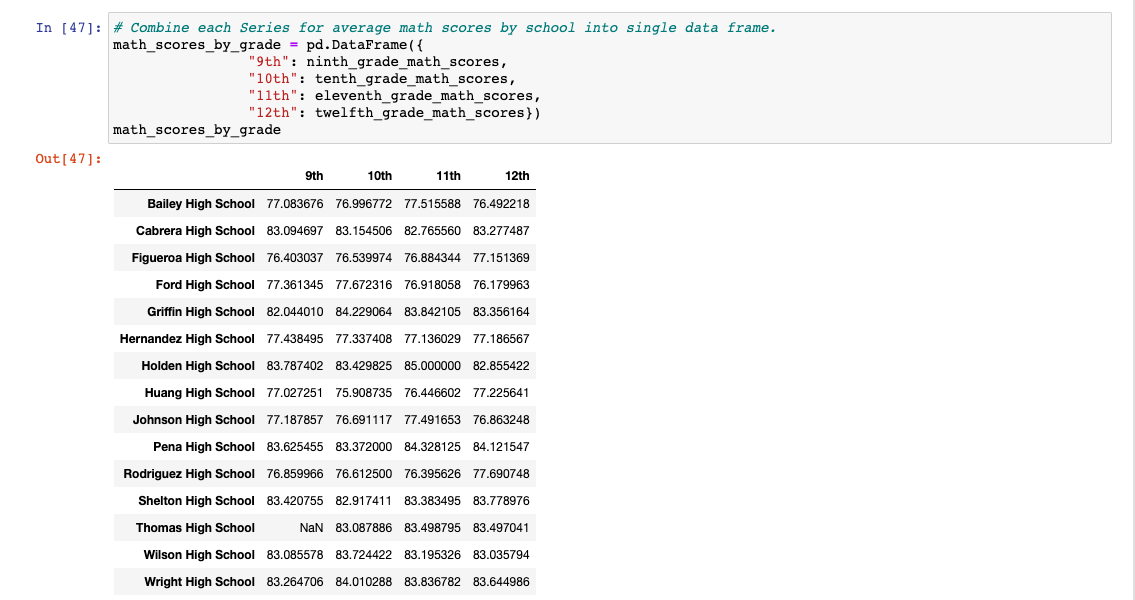 In [47]: # Combine each Series for average math scores by school into single data frame.
math_scores_by_grade = pd.DataFrame({
"9th": ninth_grade_math_scores,
"10th": tenth_grade_math_scores,
"11th": eleventh_grade_math_scores,
"12th": twelfth_grade_math_scores})
math_scores_by_grade
Out[47]:
9th 10th 11th 12th
Bailey High School 77.083676 76.996772 77.515588 76.492218
Cabrera High School 83.094697 83.154506 82.765560 83.277487
Figueroa High School 76.403037 76.539974 76.884344 77.151369
Ford High School 77.361345 77.672316 76.918058 76.179963
Griffin High School 82.044010 84.229064 83.842105 83.356164
Hernandez High School 77.438495 77.337408 77.136029 77.186567
Holden High School 83.787402 83.429825 85.000000 82.855422
Huang High School 77.027251 75.908735 76.446602 77.225641
Johnson High School 77.187857 76.691117 77.491653 76.863248
Pena High School 83.625455 83.372000 84.328125 84.121547
Rodriguez High School 76.859966 76.612500 76.395626 77.690748
Shelton High School 83.420755 82.917411 83.383495 83.778976
Thomas High School NaN 83.087886 83.498795 83.497041
Wilson High School 83.085578 83.724422 83.195326 83.035794
Wright High School 83.264706 84.010288 83.836782 83.644986